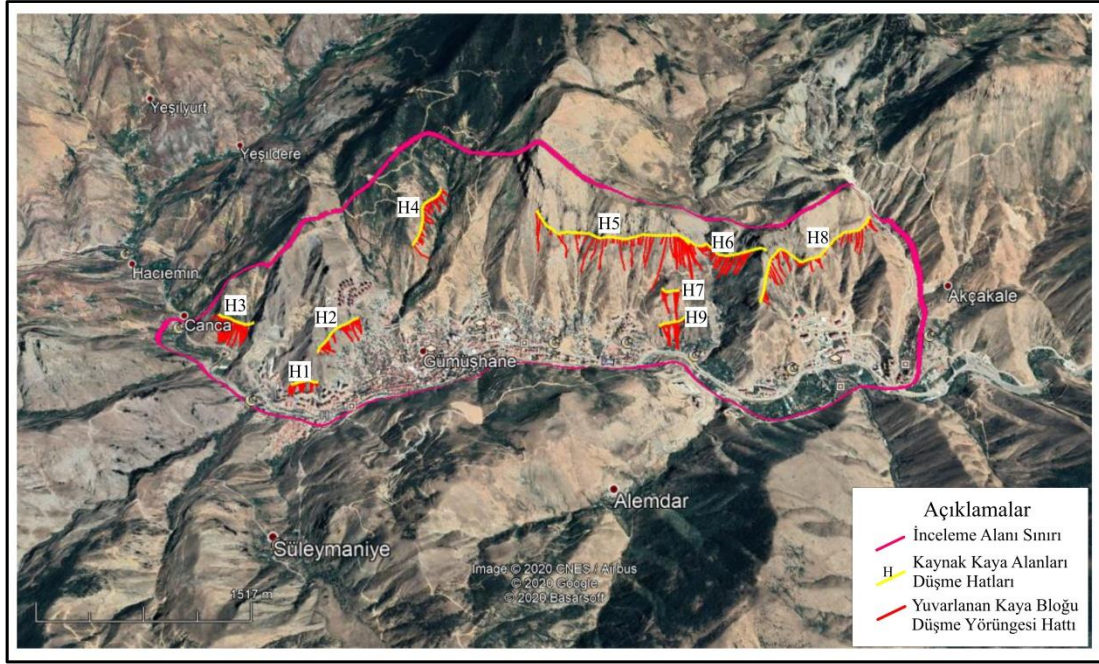 Yeşilyurt
Yeşildere
H4
H5
H6
H8
Hacıemin
H7
Akçakale
H3
Canca
H2
H9
Gümüşhane
H1
Alemdar
Süleymaniye
Image © 2020 CNES / Airbus
© 2020 Google
© 2020 Basarsoft
1517 m
Açıklamalar
İnceleme Alanı Sınırı
H Kaynak Kaya Alanları
Düşme Hatları
Yuvarlanan Kaya Bloğu
Düşme Yörüngesi Hattı